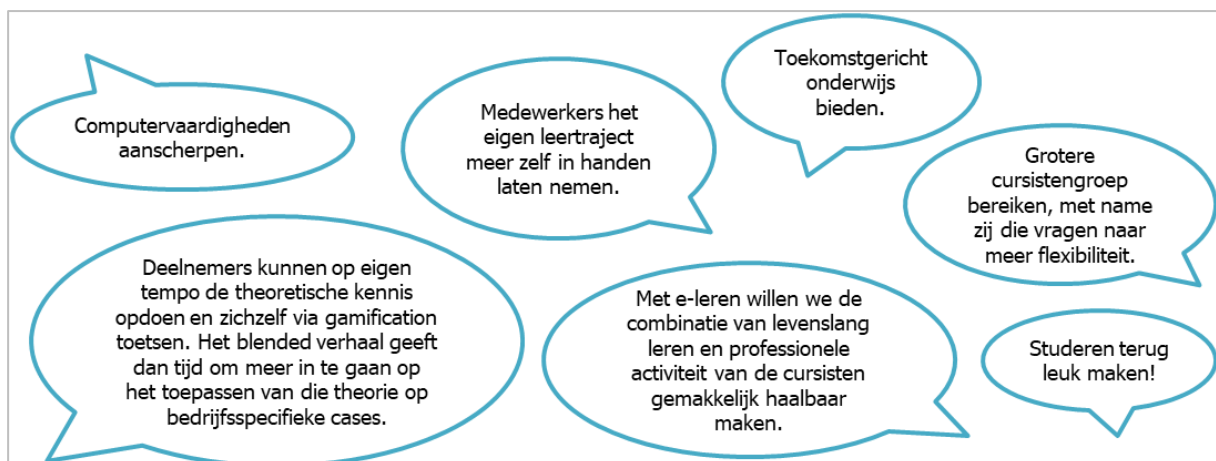 Computervaardigheden
aanscherpen.
Medewerkers het
eigen leertraject
meer zelf in handen
laten nemen.
Toekomstgericht
onderwijs
bieden.
Grotere
cursistengroep
bereiken, met name
zij die vragen naar
meer flexibiliteit.
Deelnemers kunnen op eigen
tempo de theoretische kennis
opdoen en zichzelf via gamification
toetsen. Het blended verhaal geeft
dan tijd om meer in te gaan op
het toepassen van die theorie op
bedrijfsspecifieke cases.
Met e-leren willen we de
combinatie van levenslang
leren en professionele
activiteit van de cursisten
gemakkelijk haalbaar
maken.
Studeren terug
leuk maken!